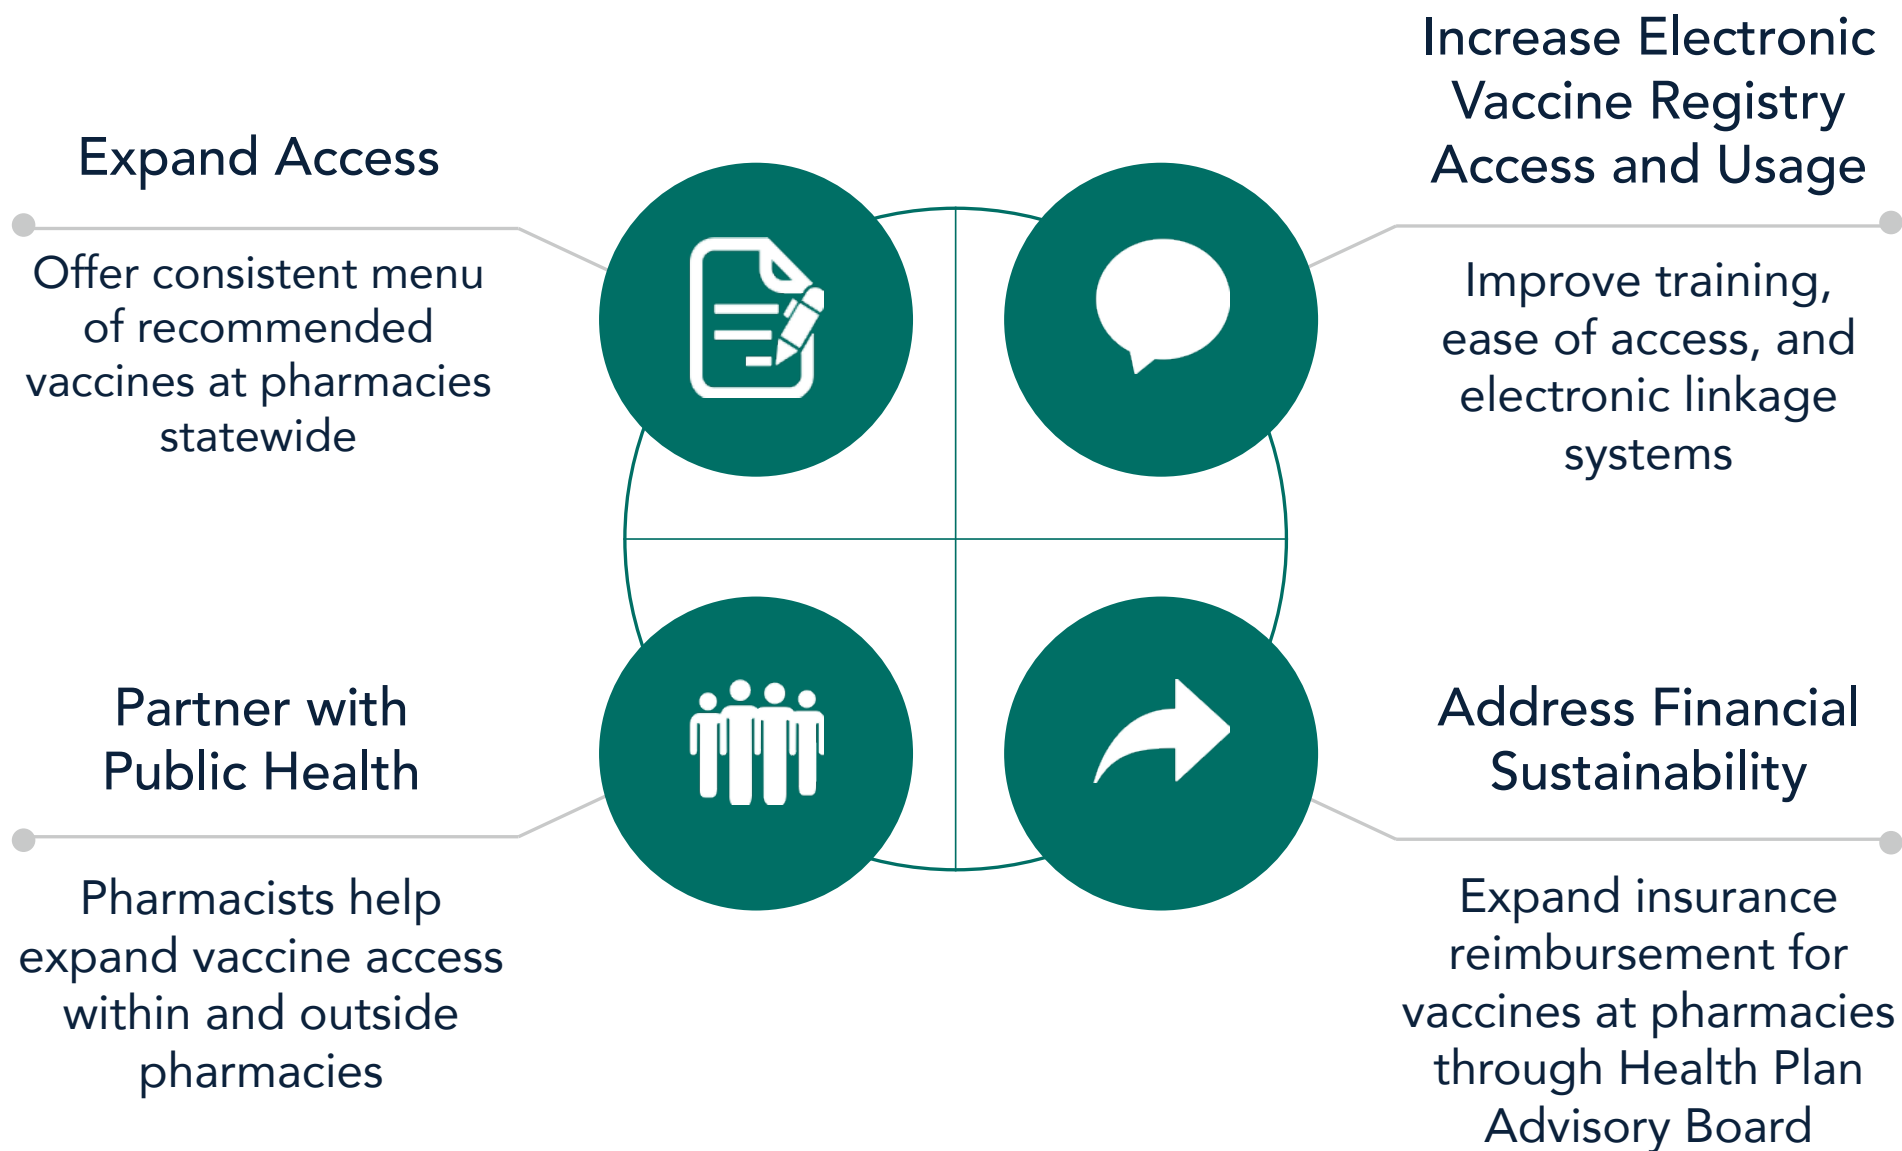 Expand Access
Offer consistent menu
of recommended
vaccines at pharmacies
statewide
Increase Electronic
Vaccine Registry
Access and Usage
Improve training,
ease of access, and
electronic linkage
systems
Partner with
Public Health
Pharmacists help
expand vaccine access
within and outside
pharmacies
Address Financial
Sustainability
Expand insurance
reimbursement for
vaccines at pharmacies
through Health Plan
Advisory Board